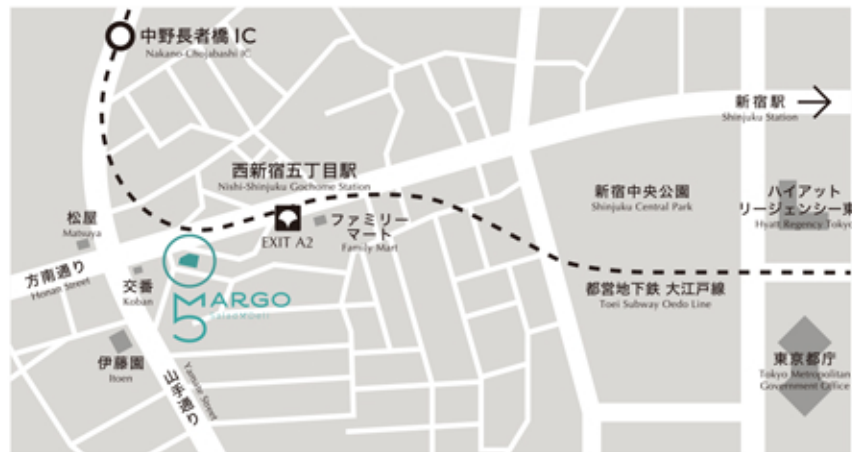 中野長者橋 IC
Nakano-Chojabashi IC
新宿駅
Shinjuku Station
西新宿五丁目駅
Nishi-Shinjuku Gochome Station
新宿中央公園
Shinjuku Central Park
ハイアット
リージェンシー東
Hyatt Regency Tokyo
松屋
Matsuya
EXIT A2
ファミリー
マート
Family Mart
方南通り
Honan Street
交番
Koban
5 MARGO
都営地下鉄 大江戸線
Toei Subway Oedo Line
伊藤園
Itoen
山手通り
Yamate Street
東京都庁
Tokyo Metropolitan
Government Office